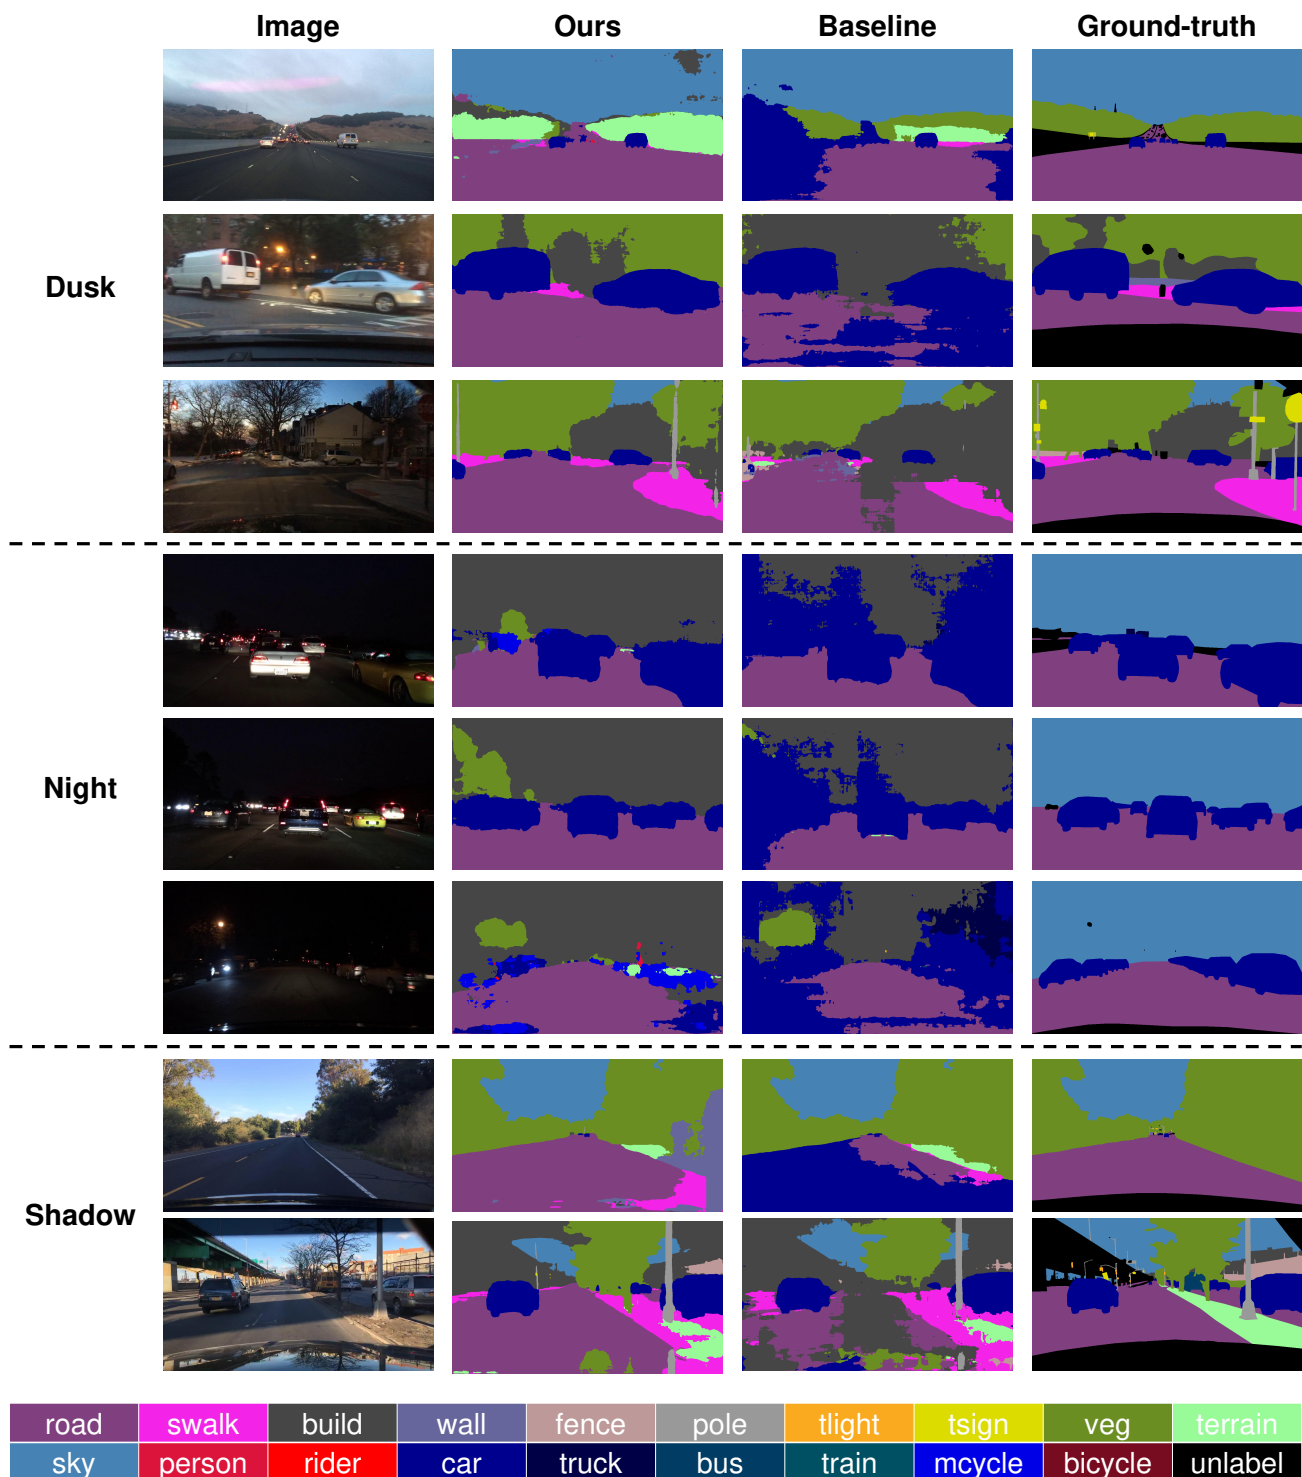 Image Ours Baseline Ground-truth
Dusk
Night
Shadow
road swalk build wall fence pole tlight tsign veg terrain
sky person rider car truck bus train mcycle bicycle unlabel